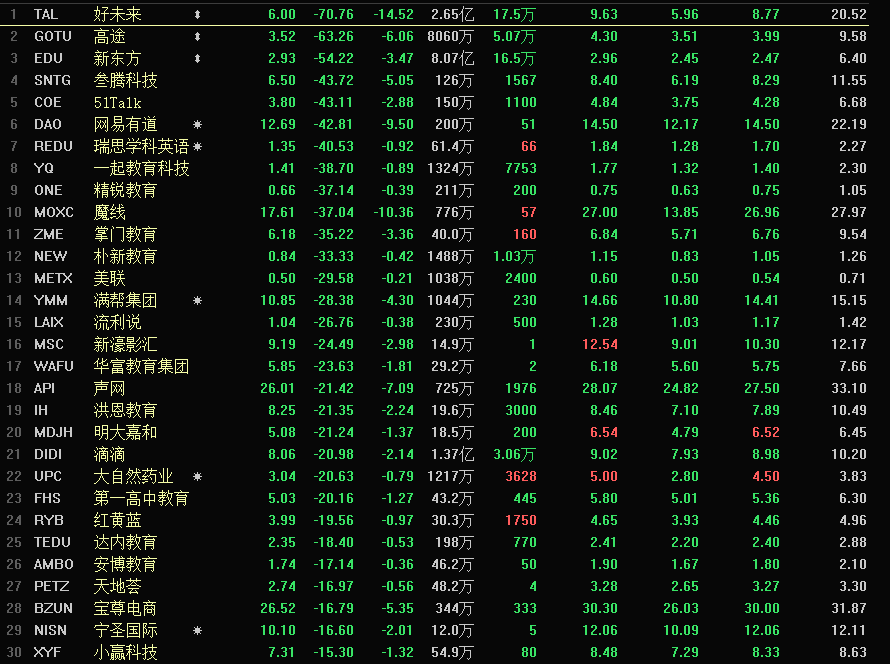 1 TAL 好未来 ⬍ 6.00 -70.76 -14.52 2.65亿 17.5万 9.63 5.96 8.77 20.52
2 GOTU 高途 ⬍ 3.52 -63.26 -6.06 8060万 5.07万 4.30 3.51 3.99 9.58
3 EDU 新东方 ⬍ 2.93 -54.22 -3.47 8.07亿 16.5万 2.96 2.45 2.47 6.40
4 SNTG 叁腾科技 6.50 -43.72 -5.05 126万 1567 8.40 6.19 8.29 11.55
5 COE 51Talk 3.80 -43.11 -2.88 150万 1100 4.84 3.75 4.28 6.68
6 DAO 网易有道 ✷ 12.69 -42.81 -9.50 200万 51 14.50 12.17 14.50 22.19
7 REDU 瑞思学科英语 ✷ 1.35 -40.53 -0.92 61.4万 66 1.84 1.28 1.70 2.27
8 YQ 一起教育科技 1.41 -38.70 -0.89 1324万 7753 1.77 1.32 1.40 2.30
9 ONE 精锐教育 0.66 -37.14 -0.39 211万 200 0.75 0.63 0.75 1.05
10 MOXC 魔线 17.61 -37.04 -10.36 776万 57 27.00 13.85 26.96 27.97
11 ZME 掌门教育 6.18 -35.22 -3.36 40.0万 160 6.84 5.71 6.76 9.54
12 NEW 朴新教育 0.84 -33.33 -0.42 1488万 1.03万 1.15 0.83 1.05 1.26
13 METX 美联 0.50 -29.58 -0.21 1038万 2400 0.60 0.50 0.54 0.71
14 YMM 满帮集团 ✷ 10.85 -28.38 -4.30 1044万 230 14.66 10.80 14.41 15.15
15 LAIX 流利说 1.04 -26.76 -0.38 230万 500 1.28 1.03 1.17 1.42
16 MSC 新濠影汇 9.19 -24.49 -2.98 14.9万 1 12.54 9.01 10.30 12.17
17 WAFU 华富教育集团 5.85 -23.63 -1.81 29.2万 2 6.18 5.60 5.75 7.66
18 API 声网 26.01 -21.42 -7.09 725万 1976 28.07 24.82 27.50 33.10
19 IH 洪恩教育 8.25 -21.35 -2.24 19.6万 3000 8.46 7.10 7.89 10.49
20 MDJH 明大嘉和 5.08 -21.24 -1.37 18.5万 200 6.54 4.79 6.52 6.45
21 DIDI 滴滴 8.06 -20.98 -2.14 1.37亿 3.06万 9.02 7.93 8.98 10.20
22 UPC 大自然药业 ✷ 3.04 -20.63 -0.79 1217万 3628 5.00 2.80 4.50 3.83
23 FHS 第一高中教育 5.03 -20.16 -1.27 43.2万 445 5.80 5.01 5.36 6.30
24 RYB 红黄蓝 3.99 -19.56 -0.97 30.3万 1750 4.65 3.93 4.46 4.96
25 TEDU 达内教育 2.35 -18.40 -0.53 198万 770 2.41 2.20 2.40 2.88
26 AMBO 安博教育 1.74 -17.14 -0.36 46.2万 50 1.90 1.67 1.80 2.10
27 PETZ 天地荟 2.74 -16.97 -0.56 48.2万 4 3.28 2.65 3.27 3.30
28 BZUN 宝尊电商 26.52 -16.79 -5.35 344万 333 30.30 26.03 30.00 31.87
29 NISN 宁圣国际 ✷ 10.10 -16.60 -2.01 12.0万 5 12.06 10.09 12.06 12.11
30 XYF 小赢科技 7.31 -15.30 -1.32 54.9万 80 8.48 7.29 8.33 8.63